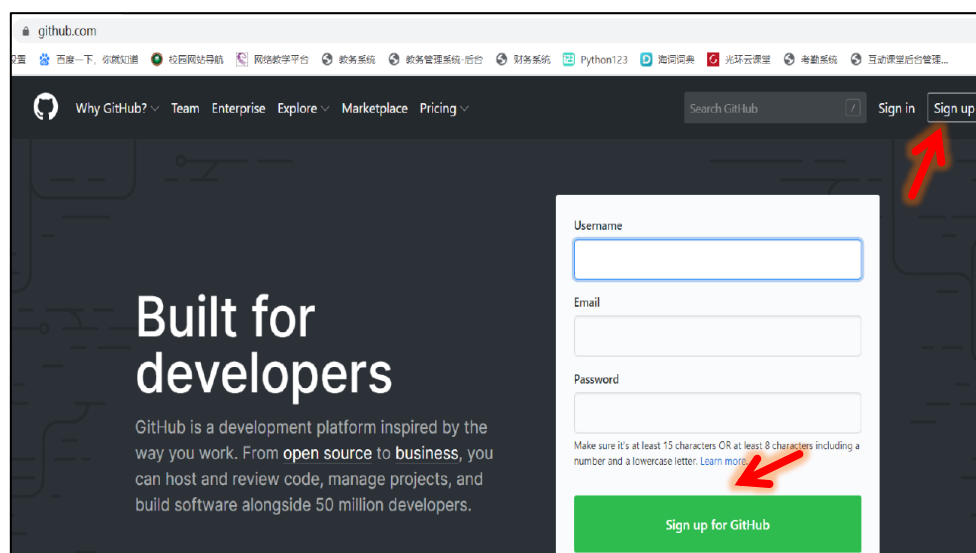 github.com
置 百度一下，你就知道 校园网站导航 网络教学平台 教务系统 教务管理系统-后台 财务系统 Python123 海词词典 光环云课堂 考勤系统 互动课堂后台管理...
Why GitHub? Team Enterprise Explore Marketplace Pricing Search GitHub / Sign in Sign up
Username
Email
Built for
developers
Password
GitHub is a development platform inspired by the
way you work. From open source to business, you
can host and review code, manage projects, and
build software alongside 50 million developers.
Make sure it's at least 15 characters OR at least 8 characters including a
number and a lowercase letter. Learn more.
Sign up for GitHub